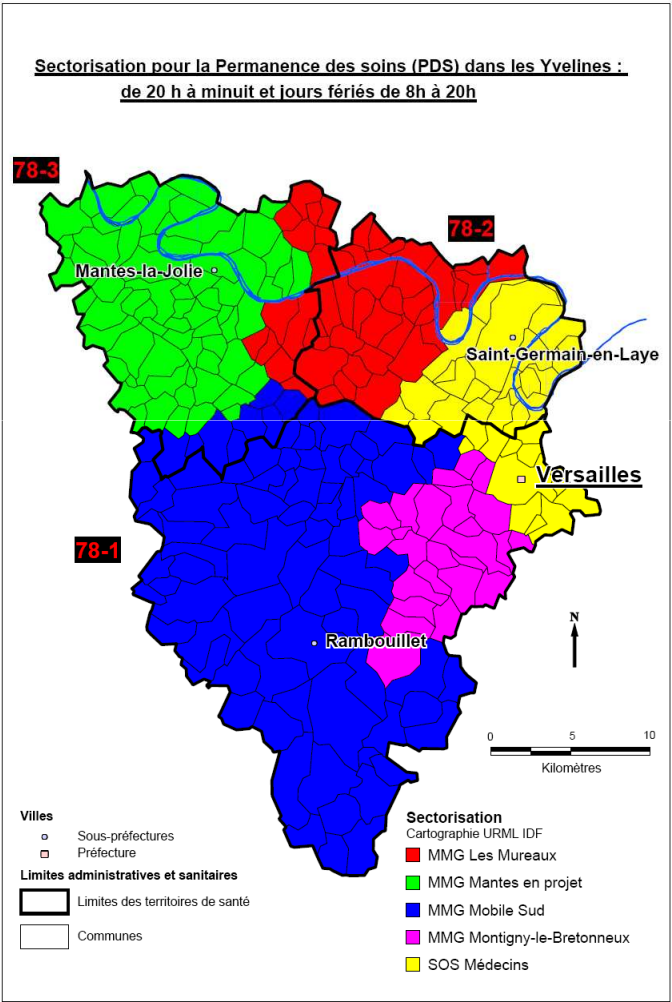 Sectorisation pour la Permanence des soins (PDS) dans les Yvelines :
de 20 h à minuit et jours fériés de 8h à 20h
78-3
78-2
Mantes-la-Jolie
Saint-Germain-en-Laye
Versailles
78-1
N
Rambouillet
0 5 10
Kilomètres
Villes
Sous-préfectures
Préfecture
Limites administratives et sanitaires
Limites des territoires de santé
Communes
Sectorisation
Cartographie URML IDF
MMG Les Mureaux
MMG Mantes en projet
MMG Mobile Sud
MMG Montigny-le-Bretonneux
SOS Médecins